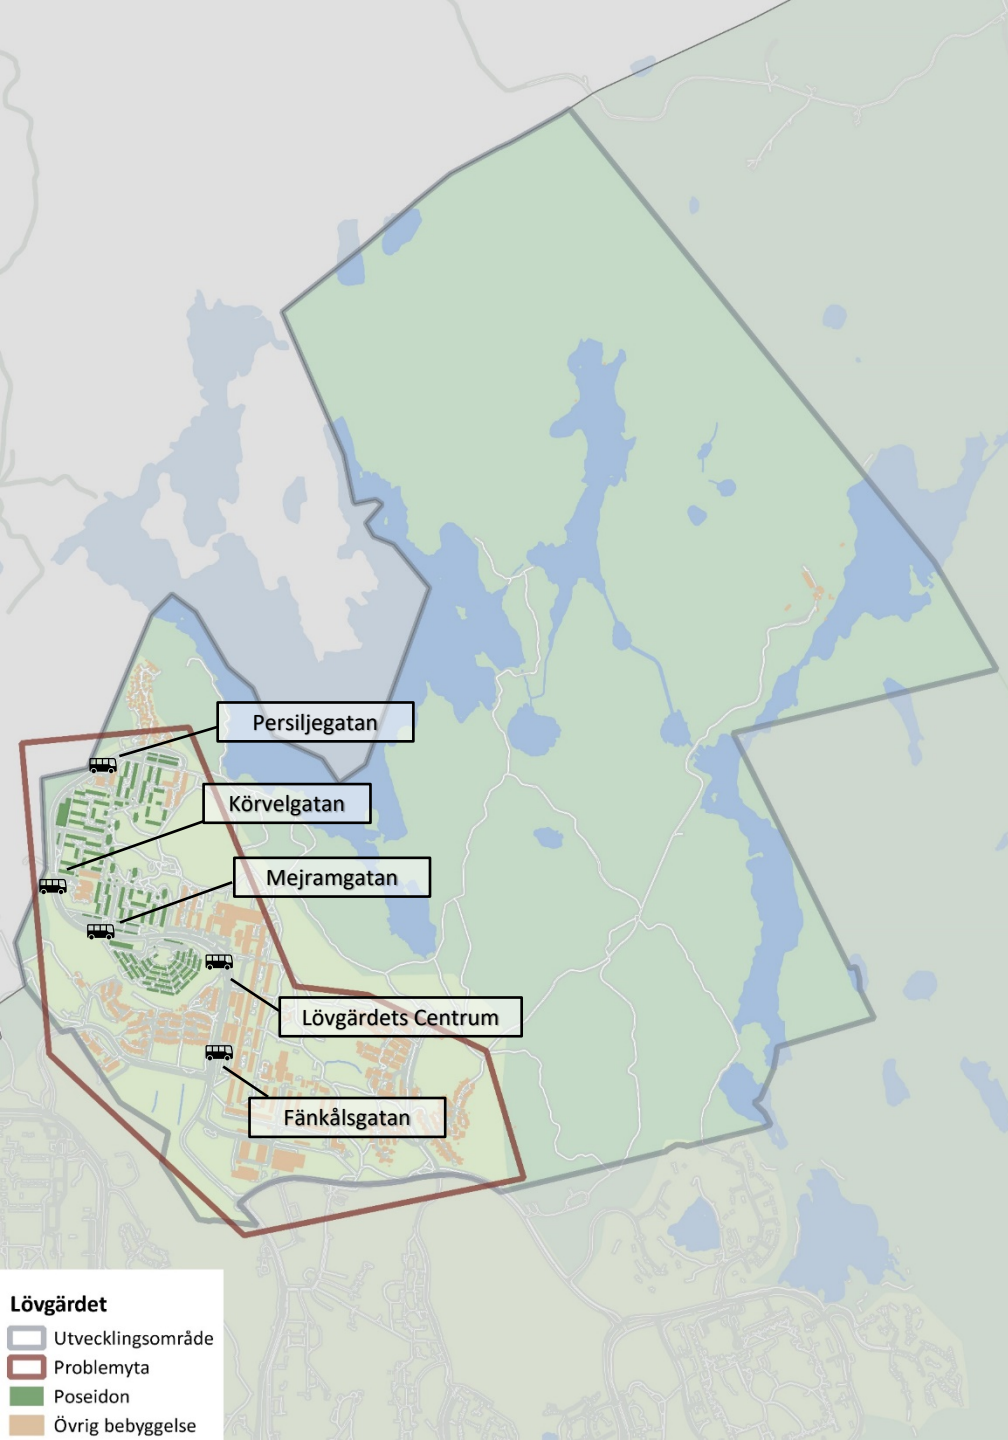 Persiljegatan
Körvelgatan
Mejramgatan
Lövgärdets Centrum
Fänkålsgatan
Lövgärdet
Utvecklingsområde
Problemyta
Poseidon
Övrig bebyggelse